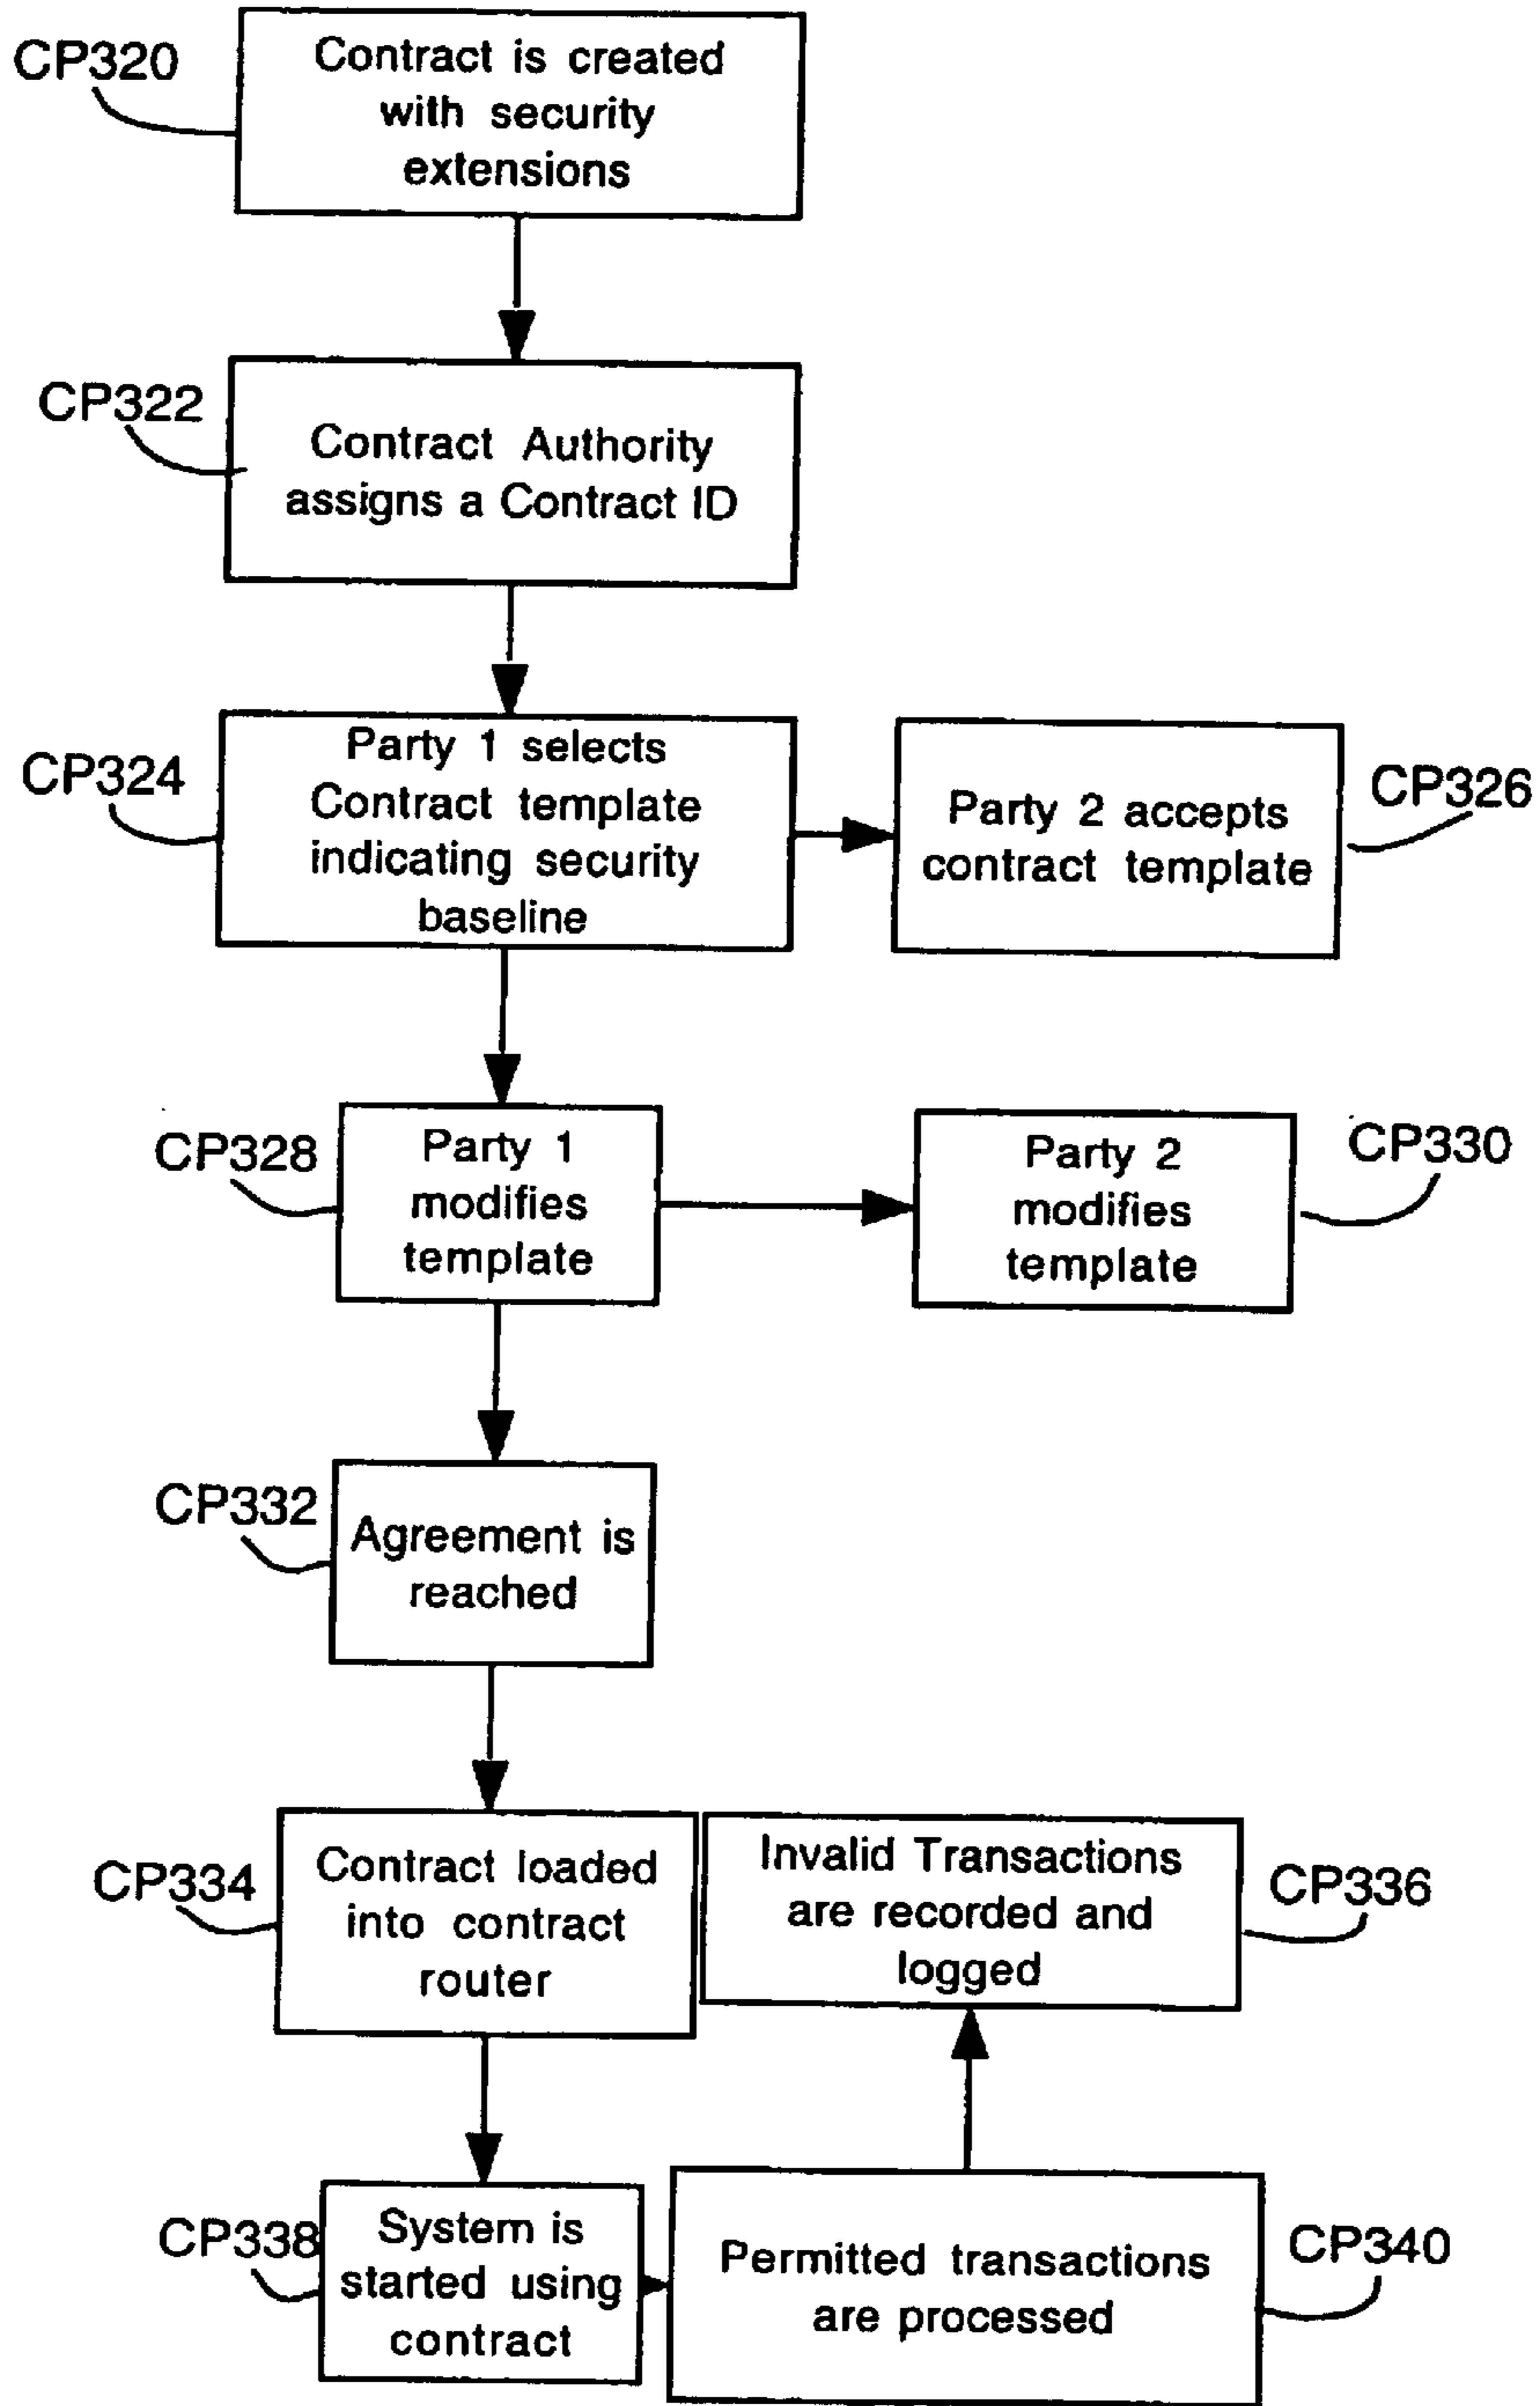 CP320
Contract is created
with security
extensions
CP322
Contract Authority
assigns a Contract ID
CP324
Party 1 selects
Contract template
indicating security
baseline
Party 2 accepts
contract template
CP326
CP328
Party 1
modifies
template
Party 2
modifies
template
CP330
CP332
Agreement is
reached
CP334
Contract loaded
into contract
router
Invalid Transactions
are recorded and
logged
CP336
CP338
System is
started using
contract
Permitted transactions
are processed
CP340